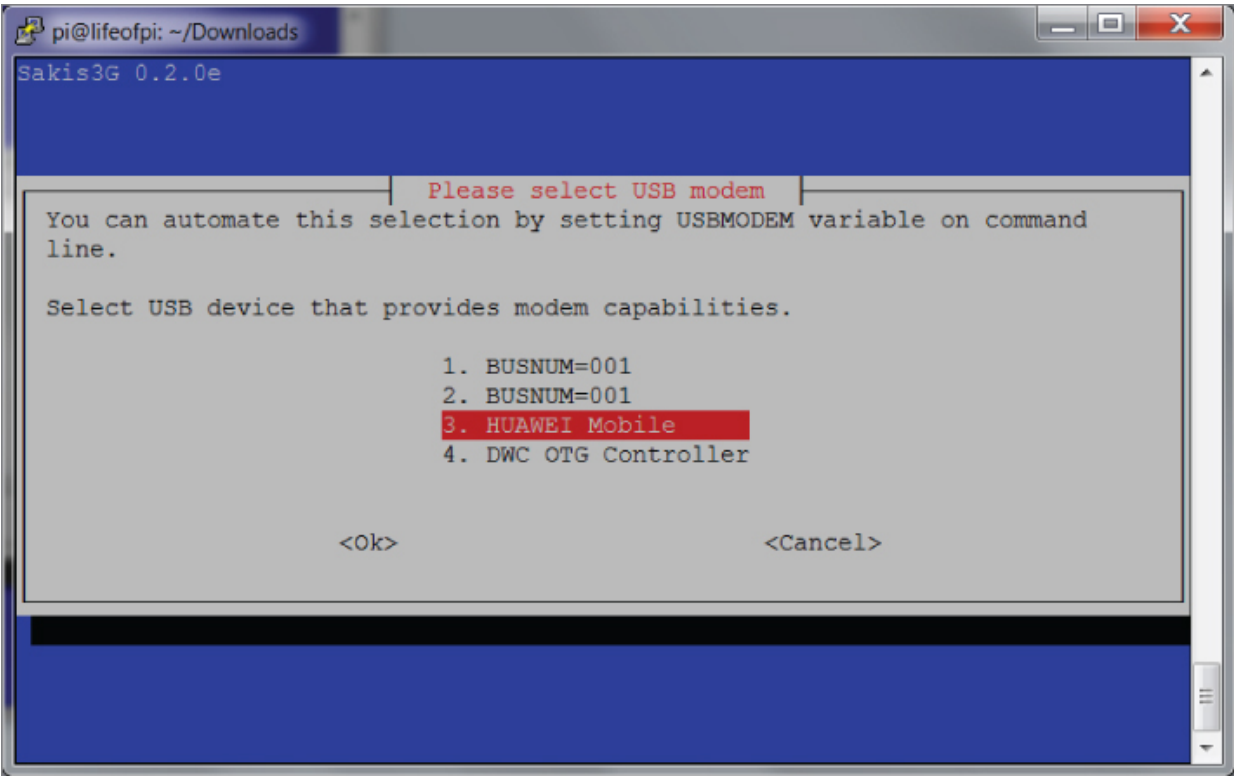 pi@lifeofpi: ~/Downloads
Sakis3G 0.2.0e
Please select USB modem
You can automate this selection by setting USBMODEM variable on command
line.
Select USB device that provides modem capabilities.
1. BUSNUM=001
2. BUSNUM=001
3. HUAWEI Mobile
4. DWC OTG Controller
<Ok> <Cancel>